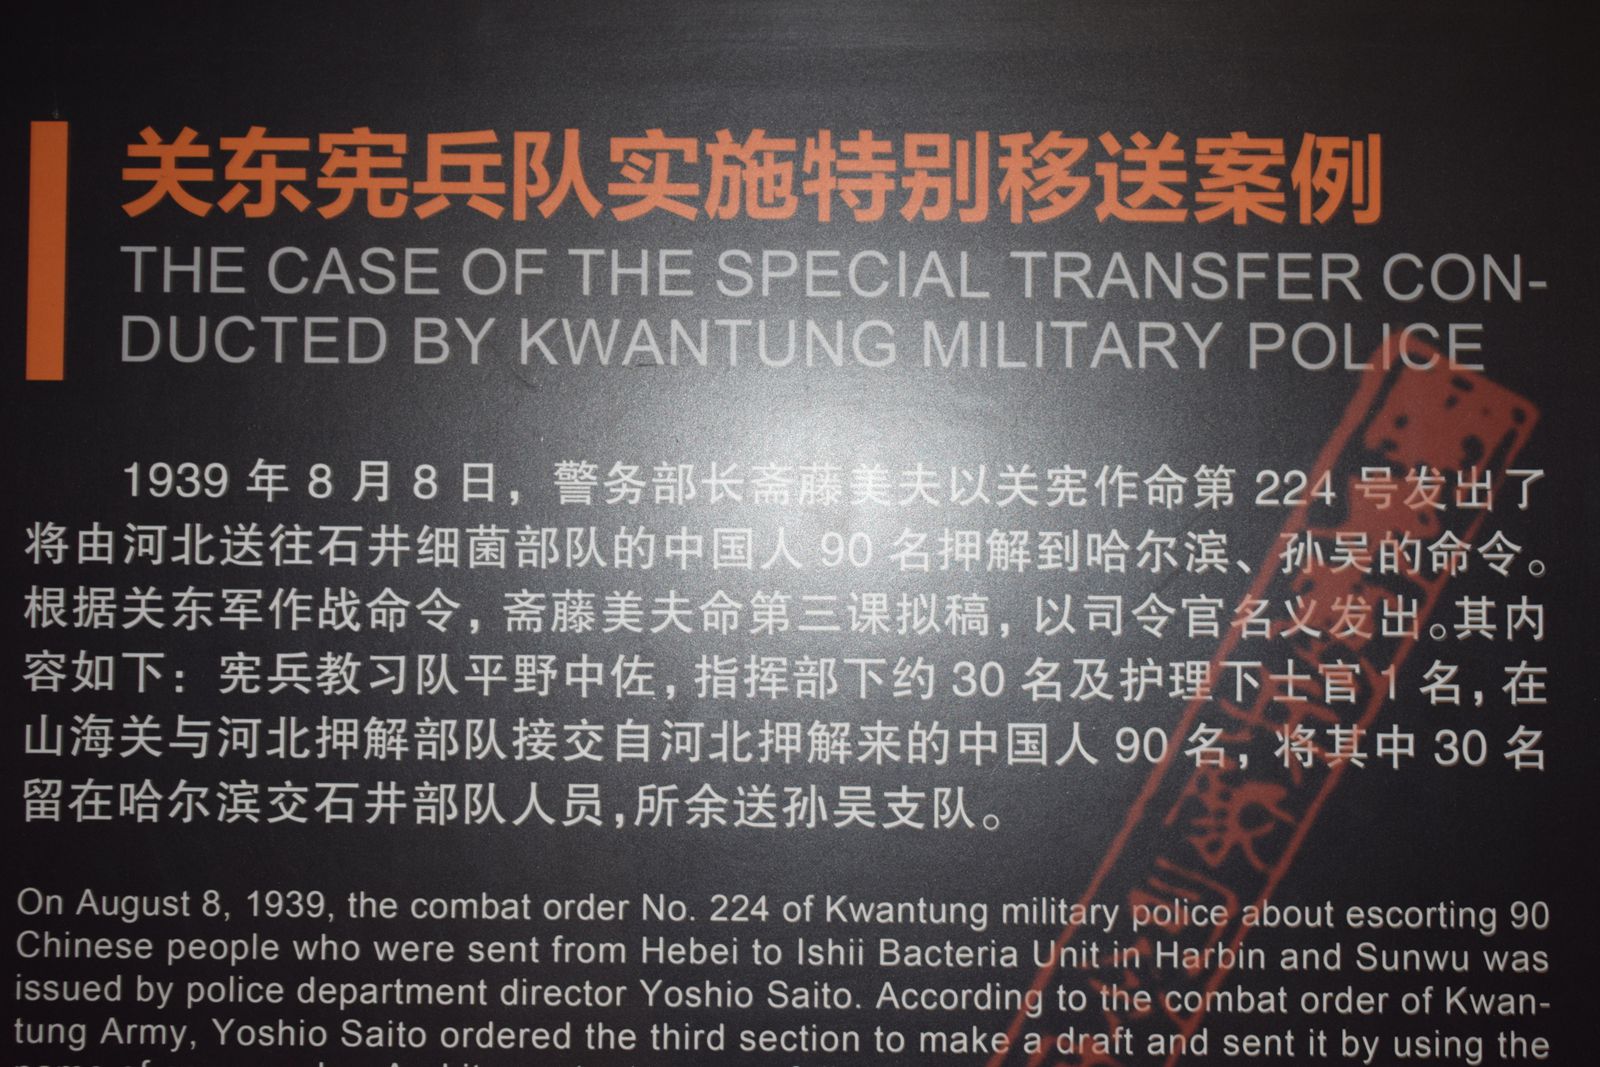 关东宪兵队实施特别移送案例
THE CASE OF THE SPECIAL TRANSFER CON-
DUCTED BY KWANTUNG MILITARY POLICE
1939 年 8 月 8 日，警务部长斋藤美夫以关宪作命第 224 号发出了
将由河北送往石井细菌部队的中国人 90 名押解到哈尔滨、孙吴的命令。
根据关东军作战命令，斋藤美夫命第三课拟稿，以司令官名义发出。其内
容如下：宪兵教习队平野中佐，指挥部下约 30 名及护理下士官 1 名，在
山海关与河北押解部队接交自河北押解来的中国人 90 名，将其中 30 名
留在哈尔滨交石井部队人员，所余送孙吴支队。
On August 8, 1939, the combat order No. 224 of Kwantung military police about escorting 90
Chinese people who were sent from Hebei to Ishii Bacteria Unit in Harbin and Sunwu was
issued by police department director Yoshio Saito. According to the combat order of Kwan-
tung Army, Yoshio Saito ordered the third section to make a draft and sent it by using the